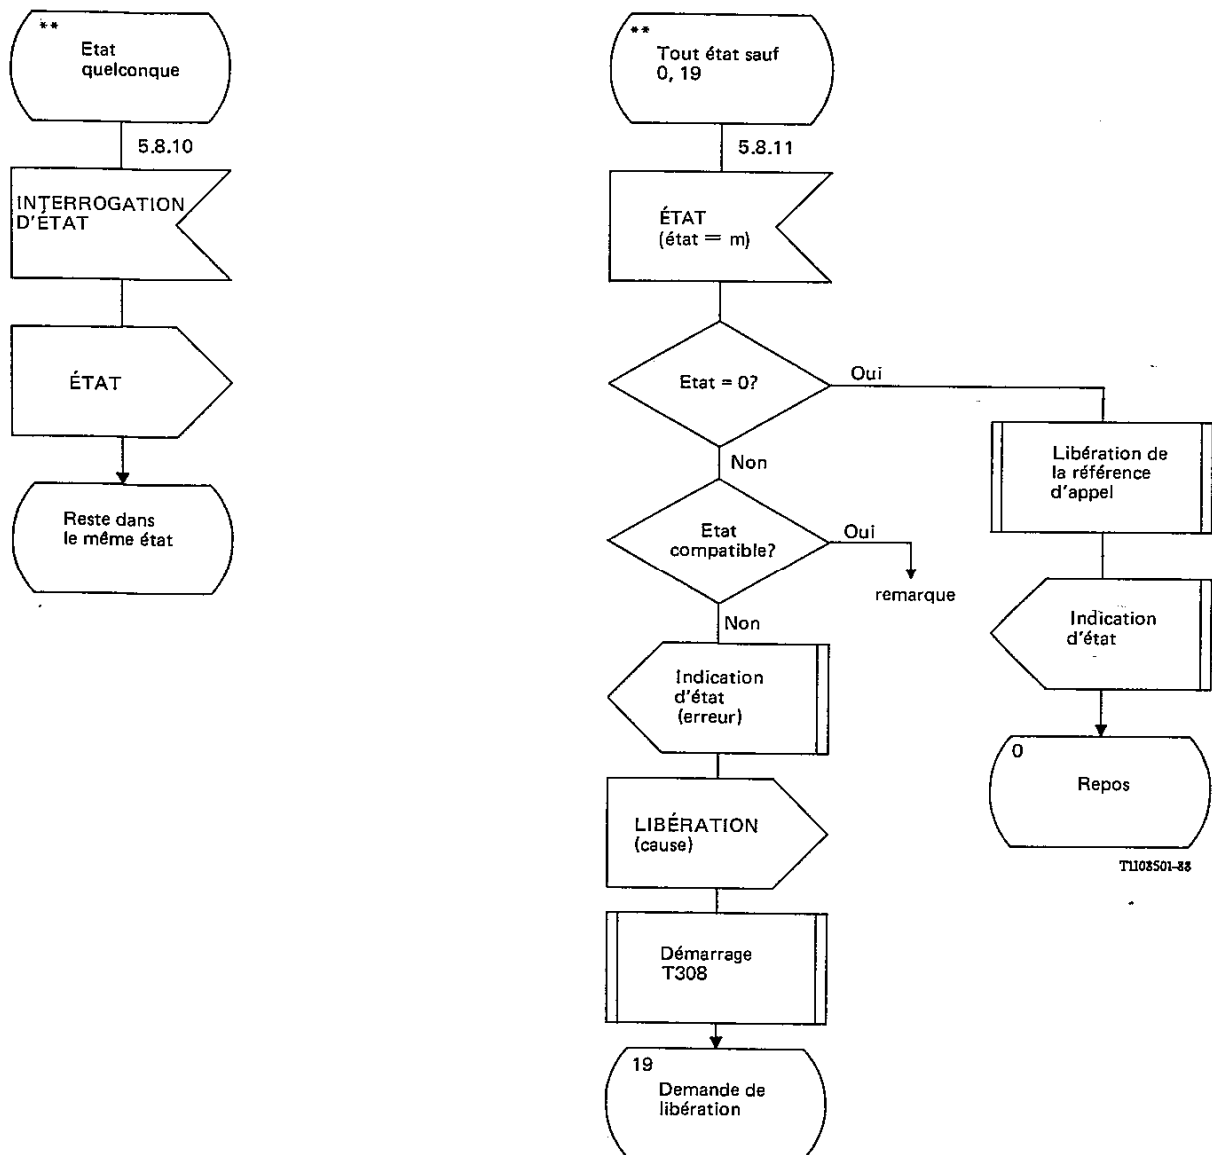 **
Etat
quelconque
5.8.10
INTERROGATION
D'ÉTAT
ÉTAT
Reste dans
le même état
**
Tout état sauf
0, 19
5.8.11
ÉTAT
(état = m)
Etat = 0?
Oui
Non
Etat
compatible?
Oui
remarque
Non
Indication
d'état
(erreur)
LIBÉRATION
(cause)
Démarrage
T308
19
Demande de
libération
Libération de
la référence
d'appel
Indication
d'état
0
Repos
T1108501-88